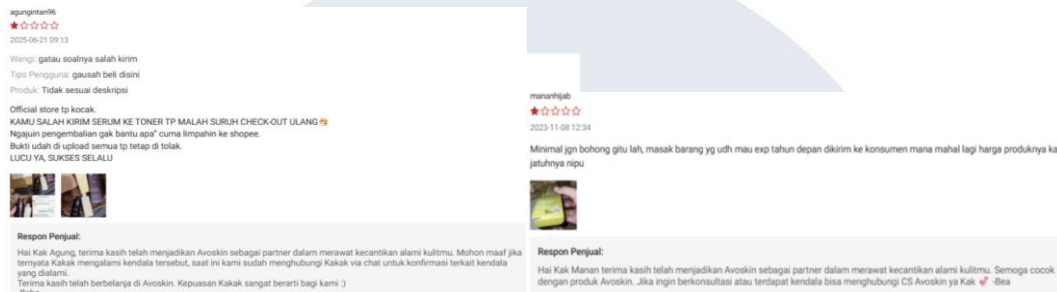 agungintan96
2025-06-21 09:13
Wangi: gatau soalnya salah kirim
Tips Pengguna: gausah beli disini
Produk: Tidak sesuai deskripsi
Official store tp kocak.
KAMU SALAH KIRIM SERUM KE TONER TP MALAH SURUH CHECK-OUT ULANG
Ngajuin pengembalian gak bantu apa" cuma limpahin ke shopee.
Bukti udah di upload semua tp tetap di tolak.
LUCU YA, SUKSES SELALU
Respon Penjual:
Hai Kak Agung, terima kasih telah menjadikan Avoskin sebagai partner dalam merawat kecantikan alami kulitmu. Mohon maaf jika
ternyata Kakak mengalami kendala tersebut, saat ini kami sudah menghubungi Kakak via chat untuk konfirmasi terkait kendala
yang dialami.
Terima kasih telah berbelanja di Avoskin. Kepuasan Kakak sangat berarti bagi kami :)
mananhijab
2023-11-08 12:34
Minimal jgn bohong gitu lah, masak barang yg udh mau exp tahun depan dikirim ke konsumen mana mahal lagi harga produknya ka
jatuhnya nipu
Respon Penjual:
Hai Kak Manan terima kasih telah menjadikan Avoskin sebagai partner dalam merawat kecantikan alami kulitmu. Semoga cocok
dengan produk Avoskin. Jika ingin berkonsultasi atau terdapat kendala bisa menghubungi CS Avoskin ya Kak 💕 -Bea